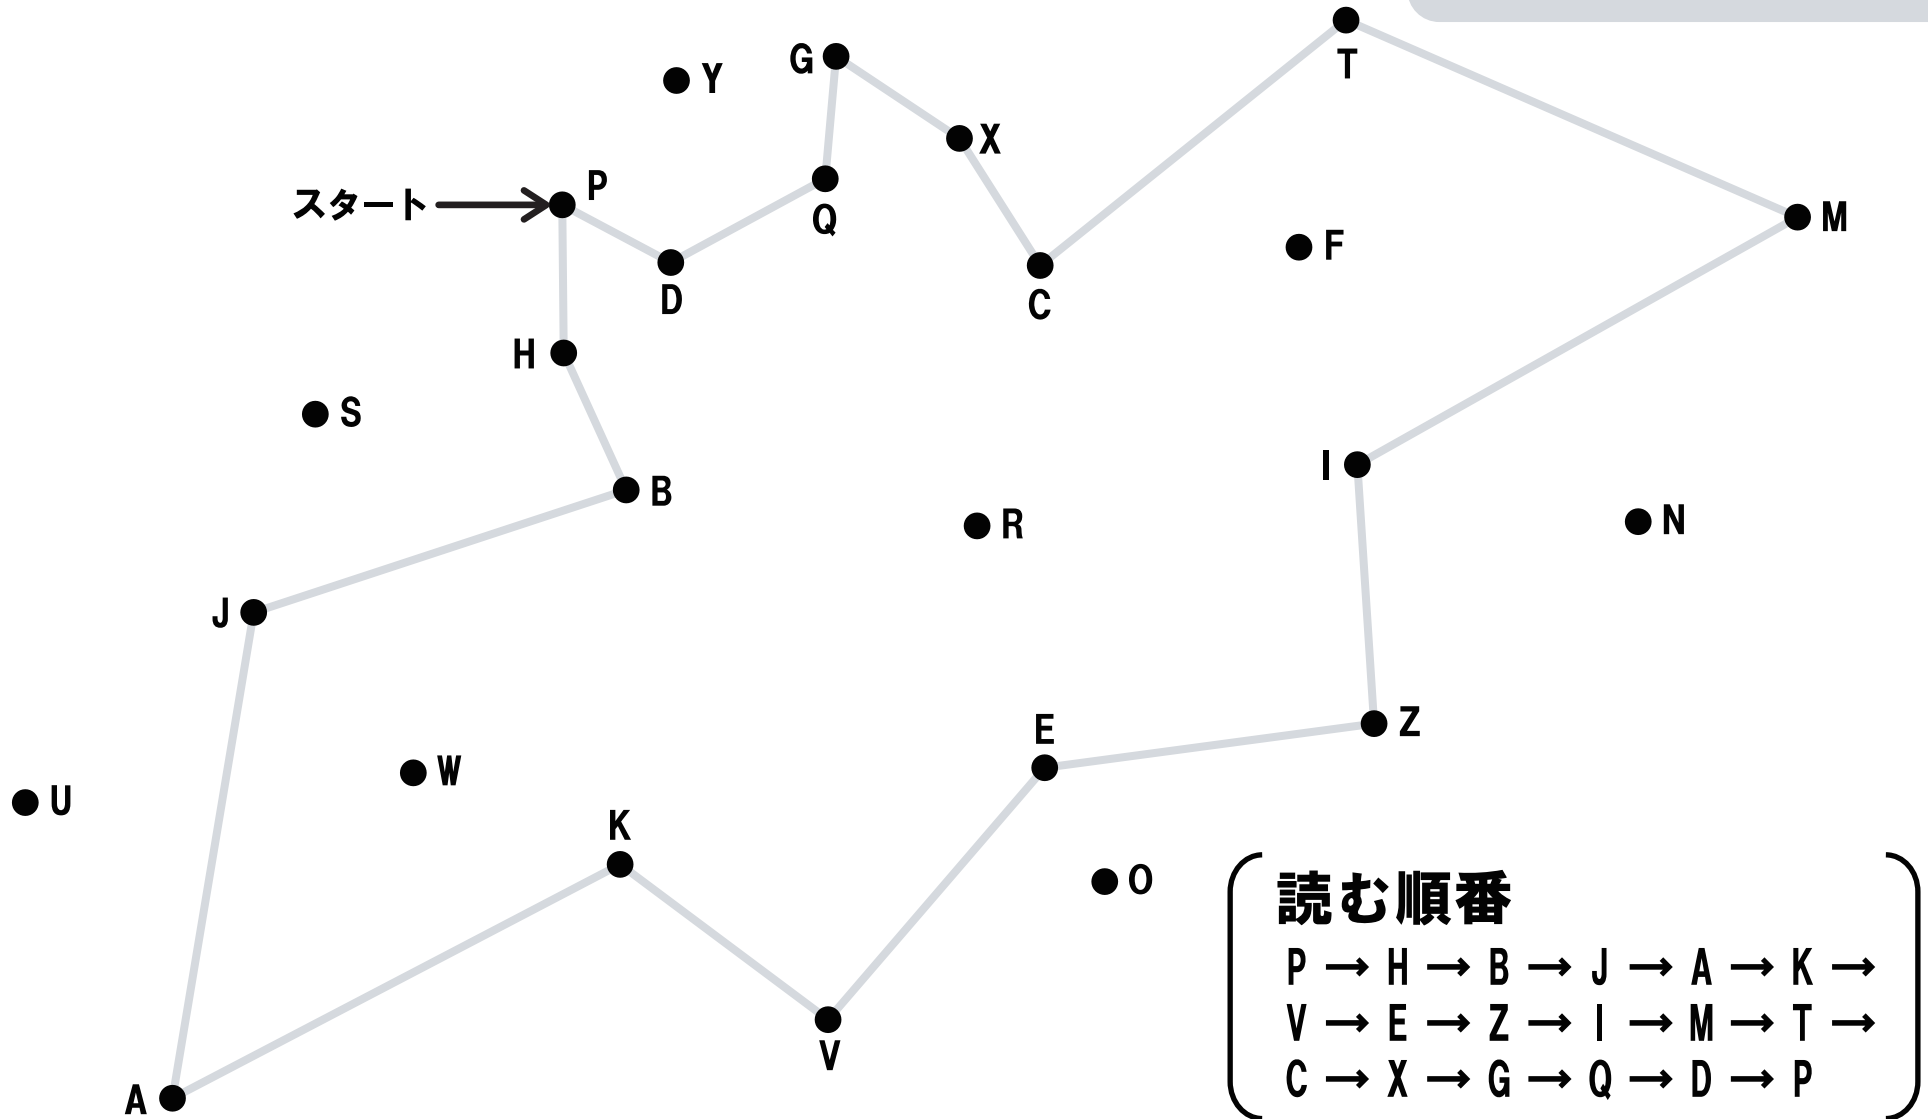 T
G
Y
X
P
スタート
M
Q
F
D
C
H
S
I
B
N
R
J
Z
E
W
U
K
O
V
A
読む順番
P → H → B → J → A → K →
V → E → Z → I → M → T →
C → X → G → Q → D → P